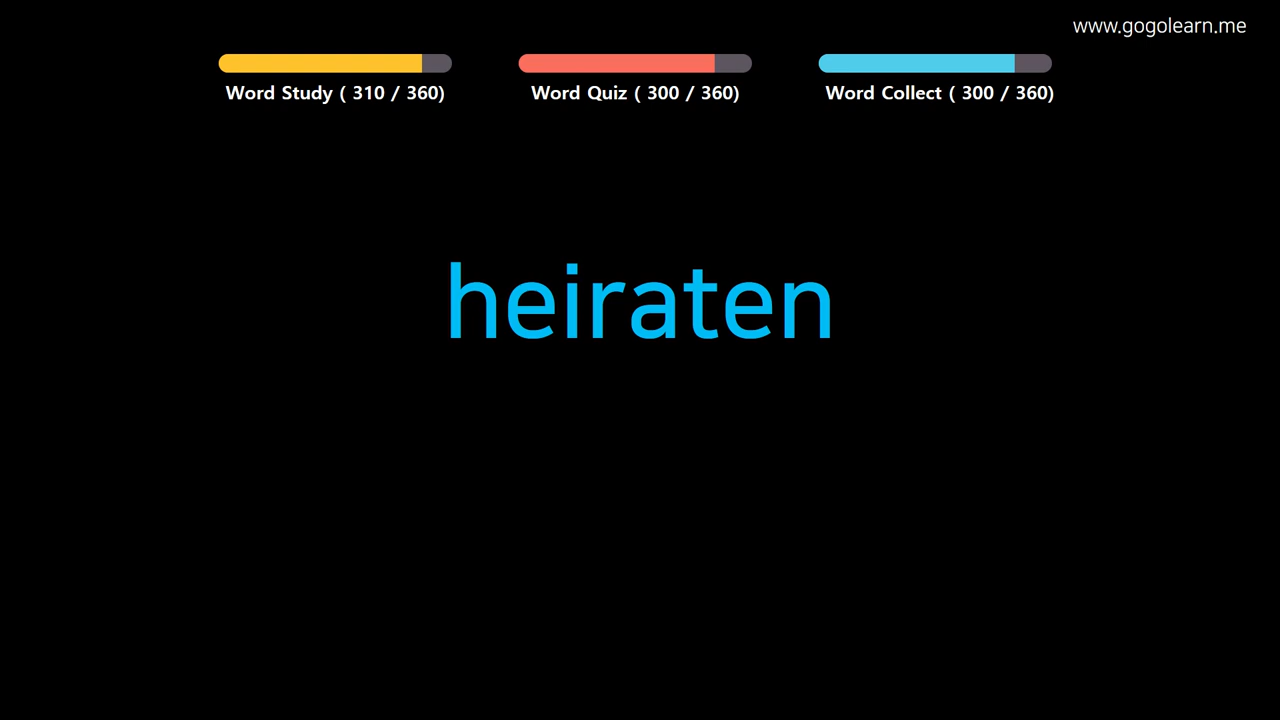 www.gogolearn.me
Word Study ( 310 / 360)
Word Quiz ( 300 / 360)
Word Collect ( 300 / 360)
heiraten